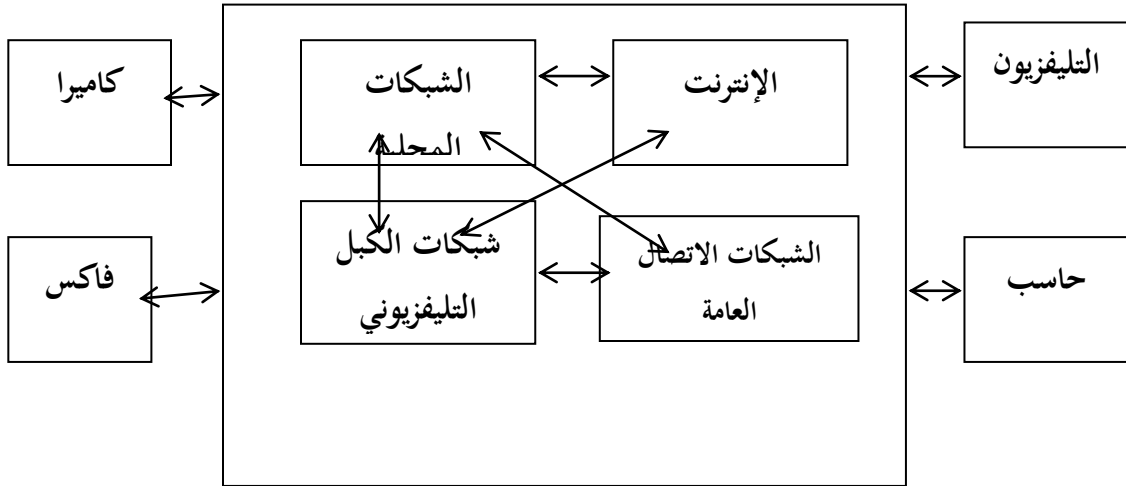 التليفزيون
الإنترنت
الشبكات
المحلية
كاميرا
حاسب
الشبكات الاتصال
العامة
شبكات الكبل
التليفزيوني
فاكس